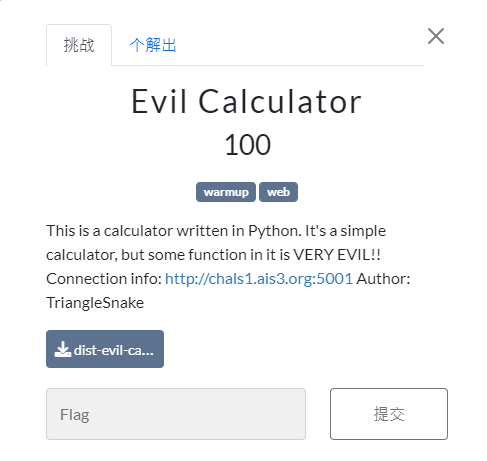 挑战 个解出
Evil Calculator
100
warmup web
This is a calculator written in Python. It's a simple
calculator, but some function in it is VERY EVIL!!
Connection info: http://chals1.ais3.org:5001 Author:
TriangleSnake
dist-evil-ca...
Flag 提交